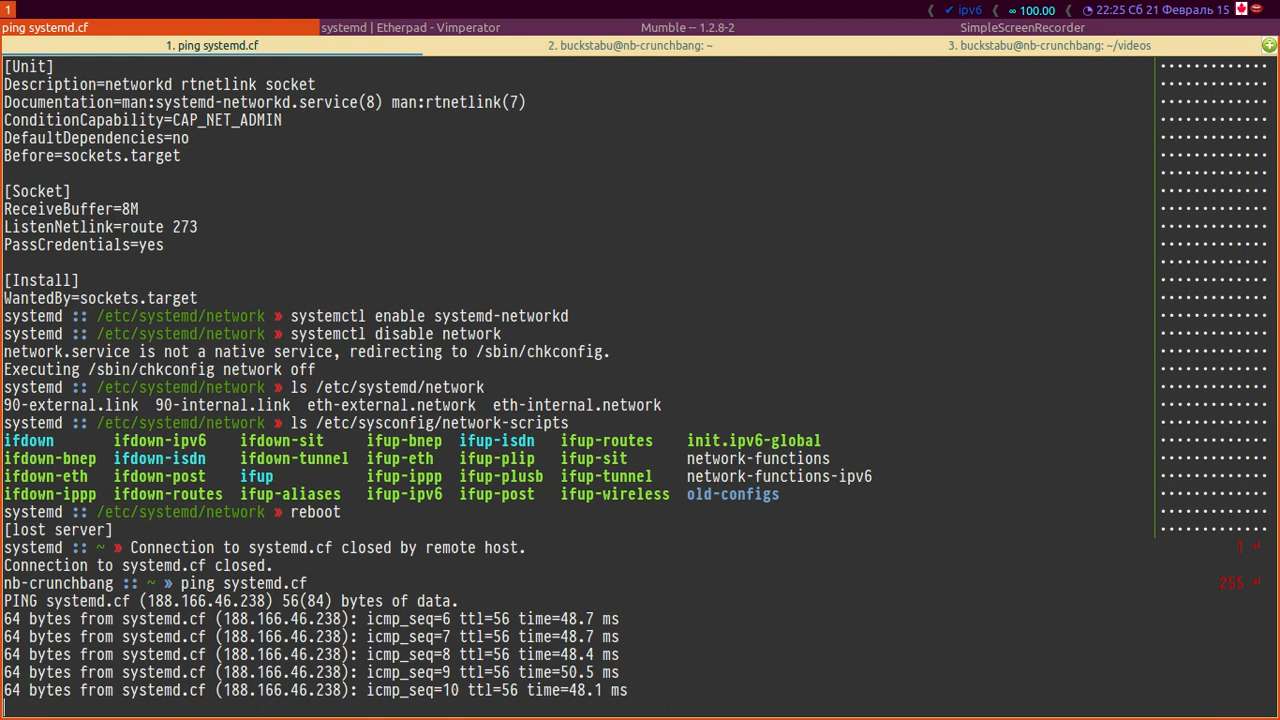 1
✔ ipv6 ∞ 100.00 22:25 Сб 21 Февраль 15
ping systemd.cf
systemd | Etherpad - Vimperator
Mumble -- 1.2.8-2
SimpleScreenRecorder
1. ping systemd.cf
2. buckstabu@nb-crunchbang: ~
3. buckstabu@nb-crunchbang: ~/videos
[Unit]
Description=networkd rtnetlink socket
Documentation=man:systemd-networkd.service(8) man:rtnetlink(7)
ConditionCapability=CAP_NET_ADMIN
DefaultDependencies=no
Before=sockets.target
[Socket]
ReceiveBuffer=8M
ListenNetlink=route 273
PassCredentials=yes
[Install]
WantedBy=sockets.target
systemd :: /etc/systemd/network » systemctl enable systemd-networkd
systemd :: /etc/systemd/network » systemctl disable network
network.service is not a native service, redirecting to /sbin/chkconfig.
Executing /sbin/chkconfig network off
systemd :: /etc/systemd/network » ls /etc/systemd/network
90-external.link 90-internal.link eth-external.network eth-internal.network
systemd :: /etc/systemd/network » ls /etc/sysconfig/network-scripts
ifdown ifdown-ipv6 ifdown-sit ifup-bnep ifup-isdn ifup-routes init.ipv6-global
ifdown-bnep ifdown-isdn ifdown-tunnel ifup-eth ifup-plip ifup-sit network-functions
ifdown-eth ifdown-post ifup ifup-ippp ifup-plusb ifup-tunnel network-functions-ipv6
ifdown-ippp ifdown-routes ifup-aliases ifup-ipv6 ifup-post ifup-wireless old-configs
systemd :: /etc/systemd/network » reboot
[lost server]
systemd :: ~ » Connection to systemd.cf closed by remote host. 1 ↵
Connection to systemd.cf closed.
nb-crunchbang :: ~ » ping systemd.cf 255 ↵
PING systemd.cf (188.166.46.238) 56(84) bytes of data.
64 bytes from systemd.cf (188.166.46.238): icmp_seq=6 ttl=56 time=48.7 ms
64 bytes from systemd.cf (188.166.46.238): icmp_seq=7 ttl=56 time=48.7 ms
64 bytes from systemd.cf (188.166.46.238): icmp_seq=8 ttl=56 time=48.4 ms
64 bytes from systemd.cf (188.166.46.238): icmp_seq=9 ttl=56 time=50.5 ms
64 bytes from systemd.cf (188.166.46.238): icmp_seq=10 ttl=56 time=48.1 ms